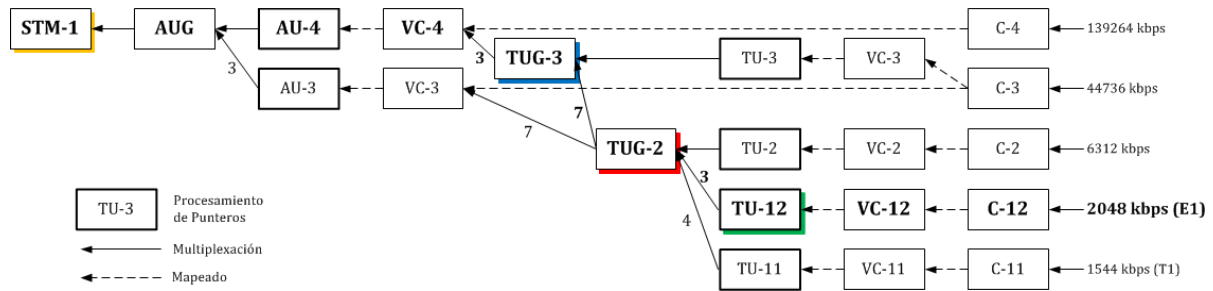 STM-1
AUG
AU-4
VC-4
C-4
139264 kbps
3
TUG-3
TU-3
VC-3
3
AU-3
VC-3
C-3
44736 kbps
7
7
TUG-2
TU-2
VC-2
C-2
6312 kbps
3
TU-12
VC-12
C-12
2048 kbps (E1)
4
TU-11
VC-11
C-11
1544 kbps (T1)
TU-3
Procesamiento
de Punteros
Multiplexación
Mapeado